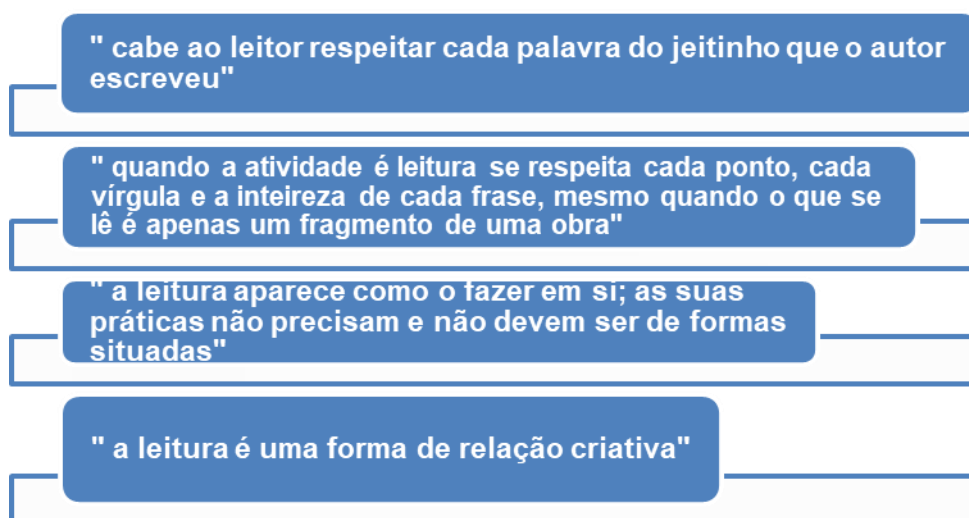 " cabe ao leitor respeitar cada palavra do jeitinho que o autor
escreveu"
" quando a atividade é leitura se respeita cada ponto, cada
vírgula e a inteireza de cada frase, mesmo quando o que se
lê é apenas um fragmento de uma obra"
" a leitura aparece como o fazer em si; as suas
práticas não precisam e não devem ser de formas
situadas"
" a leitura é uma forma de relação criativa"